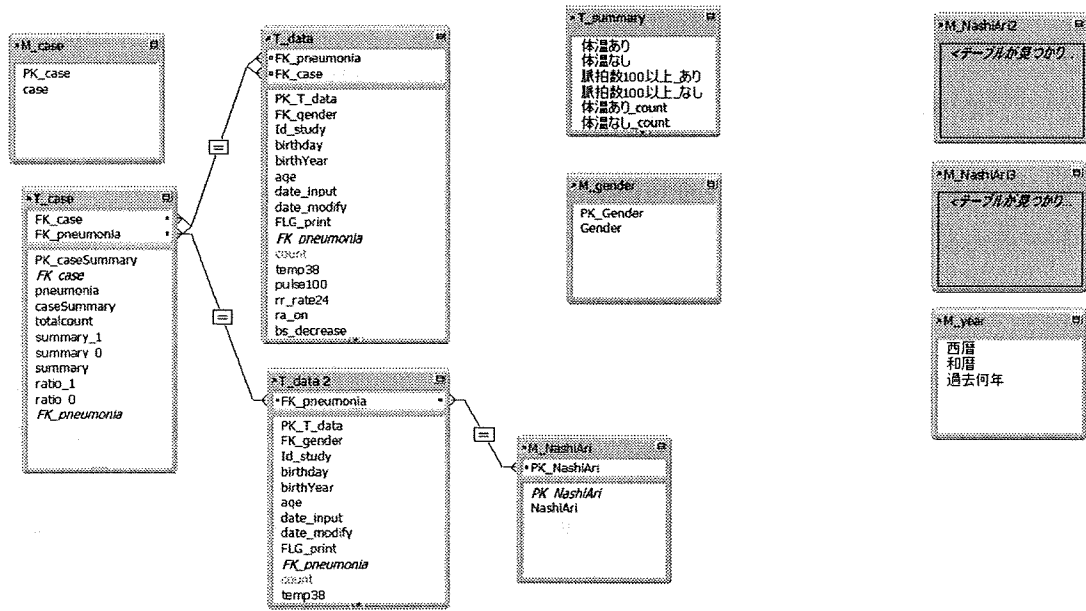 M_case
PK_case
case
T_case
FK_case
FK_pneumonia
PK_caseSummary
FK_case
pneumonia
caseSummary
totalcount
summary_1
summary_0
summary
ratio_1
ratio_0
FK_pneumonia
T_data
FK_pneumonia
FK_case
PK_T_data
FK_gender
Id_study
birthday
birthYear
age
date_input
date_modify
FLG_print
FK_pneumonia
count
temp38
pulse100
rr_rate24
ra_on
bs_decrease
=
=
T_data 2
FK_pneumonia
PK_T_data
FK_gender
Id_study
birthday
birthYear
age
date_input
date_modify
FLG_print
FK_pneumonia
count
temp38
=
M_NashiAri
PK_NashiAri
PK_NashiAri
NashiAri
T_summary
体温あり
体温なし
脈拍数100以上_あり
脈拍数100以上_なし
体温あり_count
体温なし_count
M_gender
PK_Gender
Gender
M_NashiAri2
<テーブルが見つかり...
M_NashiAri3
<テーブルが見つかり...
M_year
西暦
和暦
過去何年